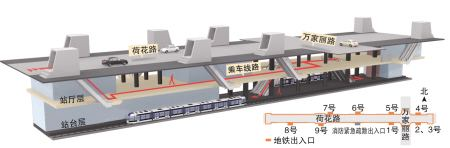 荷花路
万家丽路
乘车线路
站厅层
站台层
北
7号 6号 5号 4号
荷花路
万家丽路
8号 9号 消防紧急疏散出入口 1号 2、3号
地铁出入口